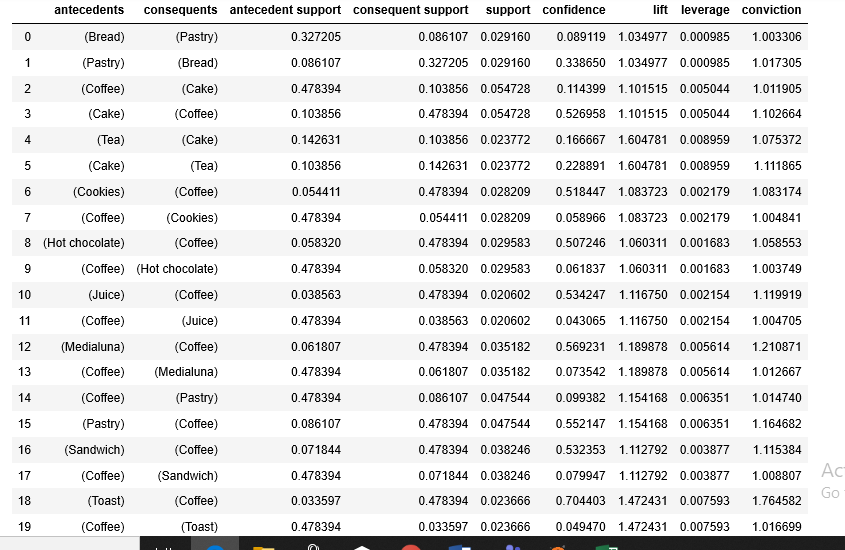 antecedents consequents antecedent support consequent support support confidence lift leverage conviction
0 (Bread) (Pastry) 0.327205 0.086107 0.029160 0.089119 1.034977 0.000985 1.003306
1 (Pastry) (Bread) 0.086107 0.327205 0.029160 0.338650 1.034977 0.000985 1.017305
2 (Coffee) (Cake) 0.478394 0.103856 0.054728 0.114399 1.101515 0.005044 1.011905
3 (Cake) (Coffee) 0.103856 0.478394 0.054728 0.526958 1.101515 0.005044 1.102664
4 (Tea) (Cake) 0.142631 0.103856 0.023772 0.166667 1.604781 0.008959 1.075372
5 (Cake) (Tea) 0.103856 0.142631 0.023772 0.228891 1.604781 0.008959 1.111865
6 (Cookies) (Coffee) 0.054411 0.478394 0.028209 0.518447 1.083723 0.002179 1.083174
7 (Coffee) (Cookies) 0.478394 0.054411 0.028209 0.058966 1.083723 0.002179 1.004841
8 (Hot chocolate) (Coffee) 0.058320 0.478394 0.029583 0.507246 1.060311 0.001683 1.058553
9 (Coffee) (Hot chocolate) 0.478394 0.058320 0.029583 0.061837 1.060311 0.001683 1.003749
10 (Juice) (Coffee) 0.038563 0.478394 0.020602 0.534247 1.116750 0.002154 1.119919
11 (Coffee) (Juice) 0.478394 0.038563 0.020602 0.043065 1.116750 0.002154 1.004705
12 (Medialuna) (Coffee) 0.061807 0.478394 0.035182 0.569231 1.189878 0.005614 1.210871
13 (Coffee) (Medialuna) 0.478394 0.061807 0.035182 0.073542 1.189878 0.005614 1.012667
14 (Coffee) (Pastry) 0.478394 0.086107 0.047544 0.099382 1.154168 0.006351 1.014740
15 (Pastry) (Coffee) 0.086107 0.478394 0.047544 0.552147 1.154168 0.006351 1.164682
16 (Sandwich) (Coffee) 0.071844 0.478394 0.038246 0.532353 1.112792 0.003877 1.115384
17 (Coffee) (Sandwich) 0.478394 0.071844 0.038246 0.079947 1.112792 0.003877 1.008807
18 (Toast) (Coffee) 0.033597 0.478394 0.023666 0.704403 1.472431 0.007593 1.764582
19 (Coffee) (Toast) 0.478394 0.033597 0.023666 0.049470 1.472431 0.007593 1.016699
Go